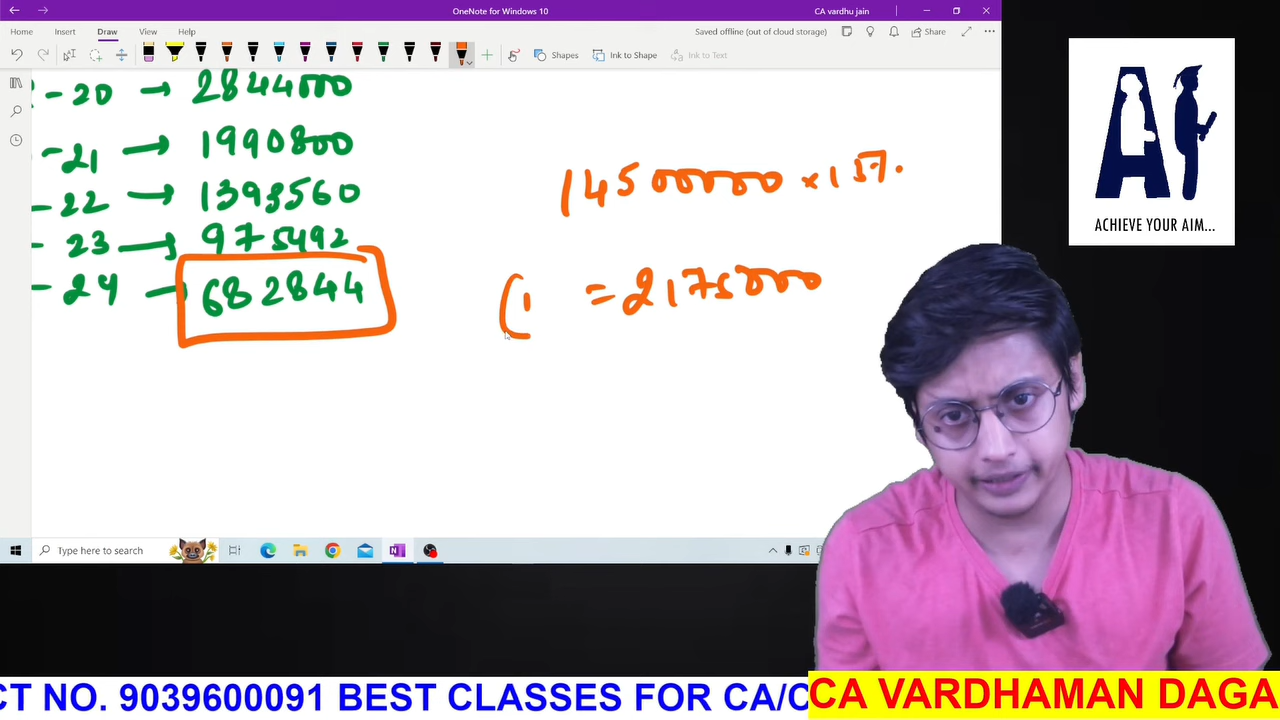 OneNote for Windows 10
CA vardhu jain
Home Insert Draw View Help
Saved offline (out of cloud storage)
Share
Shapes
Ink to Shape
Ink to Text
- 20 → 2844000
- 21 → 1990800
- 22 → 1393560
- 23 → 975492
- 24 → 682844
14500000 × 15%
= 2175000
ACHIEVE YOUR AIM...
Type here to search
CT NO. 9039600091 BEST CLASSES FOR CA/C
CA VARDHAMAN DAGA